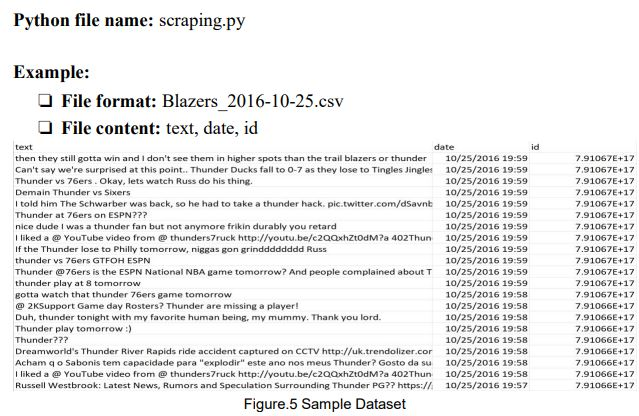 Python file name: scraping.py
Example:
❏ File format: Blazers_2016-10-25.csv
❏ File content: text, date, id
text date id
then they still gotta win and I don't see them in higher spots than the trail blazers or thunder 10/25/2016 19:59 7.91067E+17
Can't say we're surprised at this point.. Thunder Ducks fall to 0-7 as they lose to Tingles Jingles 10/25/2016 19:59 7.91067E+17
Thunder vs 76ers . Okay, lets watch Russ do his thing. 10/25/2016 19:59 7.91067E+17
Demain Thunder vs Sixers 10/25/2016 19:59 7.91067E+17
I told him The Schwarber was back, so he had to take a thunder hack. pic.twitter.com/dSavnb 10/25/2016 19:59 7.91067E+17
Thunder at 76ers on ESPN??? 10/25/2016 19:59 7.91067E+17
nice dude I was a thunder fan but not anymore frikin durably you retard 10/25/2016 19:59 7.91067E+17
I liked a @ YouTube video from @ thunders7ruck http://youtu.be/c2QQxhZt0dM?a 402Thun 10/25/2016 19:59 7.91067E+17
If the Thunder lose to Philly tomorrow, niggas gon grindddddddd Russ 10/25/2016 19:59 7.91067E+17
thunder vs 76ers GTFOH ESPN 10/25/2016 19:59 7.91067E+17
Thunder @76ers is the ESPN National NBA game tomorrow? And people complained about T 10/25/2016 19:59 7.91067E+17
thunder play at 8 tomorrow 10/25/2016 19:59 7.91067E+17
gotta watch that thunder 76ers game tomorrow 10/25/2016 19:58 7.91067E+17
@ 2KSupport Game day Rosters? Thunder are missing a player! 10/25/2016 19:58 7.91066E+17
Duh, thunder tonight with my favorite human being, my mummy. Thank you lord. 10/25/2016 19:58 7.91066E+17
Thunder play tomorrow :) 10/25/2016 19:58 7.91066E+17
Thunder??? 10/25/2016 19:58 7.91066E+17
Dreamworld's Thunder River Rapids ride accident captured on CCTV http://uk.trendolizer.cor 10/25/2016 19:58 7.91066E+17
Acham q o Sabonis tem capacidade para "explodir" este ano nos meus Thunder? Gosto da su 10/25/2016 19:58 7.91066E+17
I liked a @ YouTube video from @ thunders7ruck http://youtu.be/c2QQxhZt0dM?a 402Thun 10/25/2016 19:58 7.91066E+17
Russell Westbrook: Latest News, Rumors and Speculation Surrounding Thunder PG?? https:/ 10/25/2016 19:57 7.91066E+17
Figure.5 Sample Dataset